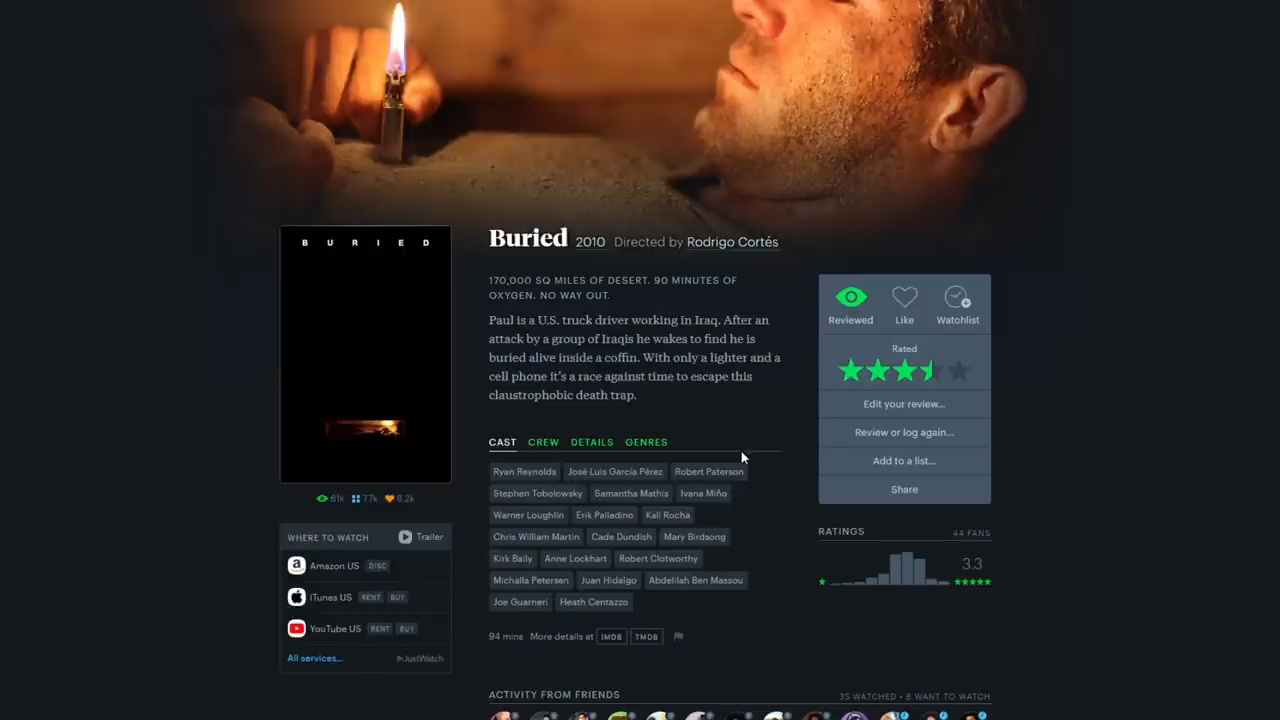 B U R I E D
Buried 2010 Directed by Rodrigo Cortés
170,000 SQ MILES OF DESERT. 90 MINUTES OF
OXYGEN. NO WAY OUT.
Paul is a U.S. truck driver working in Iraq. After an
attack by a group of Iraqis he wakes to find he is
buried alive inside a coffin. With only a lighter and a
cell phone it's a race against time to escape this
claustrophobic death trap.
CAST CREW DETAILS GENRES
Ryan Reynolds José Luis García Pérez Robert Paterson
Stephen Tobolowsky Samantha Mathis Ivana Miño
Warner Loughlin Erik Palladino Kali Rocha
Chris William Martin Cade Dundish Mary Birdsong
Kirk Baily Anne Lockhart Robert Clotworthy
Michalla Petersen Juan Hidalgo Abdelilah Ben Massou
Joe Guarneri Heath Centazzo
94 mins More details at IMDB TMDB
61k 7.7k 8.2k
WHERE TO WATCH Trailer
Amazon US DISC
iTunes US RENT BUY
YouTube US RENT BUY
All services... JustWatch
Reviewed Like Watchlist
Rated
Edit your review...
Review or log again...
Add to a list...
Share
RATINGS 44 FANS
3.3
ACTIVITY FROM FRIENDS 35 WATCHED • 8 WANT TO WATCH